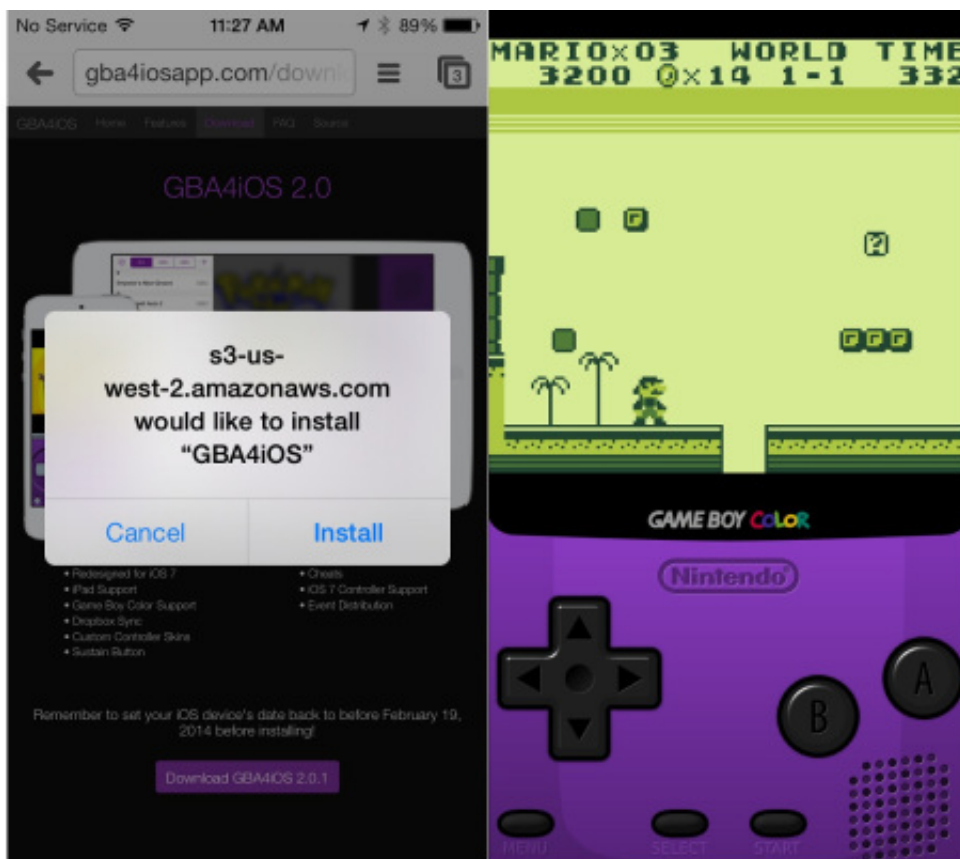 No Service 11:27 AM 89%
gba4iosapp.com/downl
3
GBA4iOS Home Features Download FAQ Source
GBA4iOS 2.0
s3-us-
west-2.amazonaws.com
would like to install
“GBA4iOS”
Cancel Install
• Redesigned for iOS 7
• iPad Support
• Game Boy Color Support
• Dropbox Sync
• Custom Controller Skins
• Sustain Button
• Cheats
• iOS 7 Controller Support
• Event Distribution
Remember to set your iOS device's date back to before February 19,
2014 before installing!
Download GBA4iOS 2.0.1
MARIO×03 WORLD TIME
3200 ×14 1-1 332
?
GAME BOY COLOR
Nintendo
A
B
MENU SELECT START